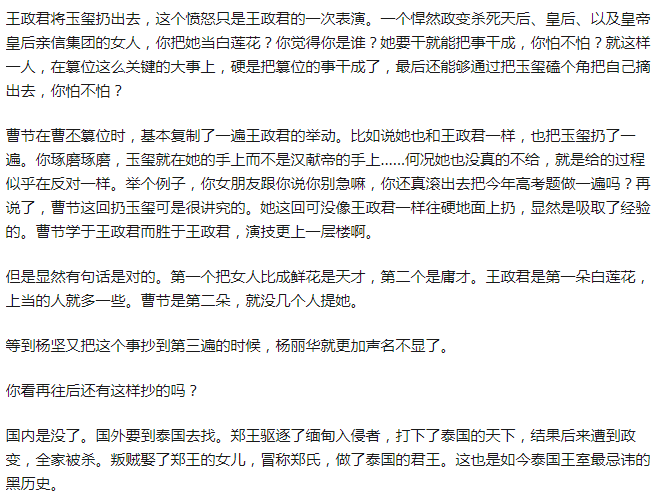 王政君将玉玺扔出去，这个愤怒只是王政君的一次表演。一个悍然政变杀死天后、皇后、以及皇帝
皇后亲信集团的女人，你把她当白莲花？你觉得你是谁？她要干就能把事干成，你怕不怕？就这样
一人，在篡位这么关键的大事上，硬是把篡位的事干成了，最后还能够通过把玉玺磕个角把自己摘
出去，你怕不怕？
曹节在曹丕篡位时，基本复制了一遍王政君的举动。比如说她也和王政君一样，也把玉玺扔了一
遍。你琢磨琢磨，玉玺就在她的手上而不是汉献帝的手上……何况她也没真的不给，就是给的过程
似乎在反对一样。举个例子，你女朋友跟你说你别急嘛，你还真滚出去把今年高考题做一遍吗？再
说了，曹节这回扔玉玺可是很讲究的。她这回可没像王政君一样往硬地面上扔，显然是吸取了经验
的。曹节学于王政君而胜于王政君，演技更上一层楼啊。
但是显然有句话是对的。第一个把女人比成鲜花是天才，第二个是庸才。王政君是第一朵白莲花，
上当的人就多一些。曹节是第二朵，就没几个人提她。
等到杨坚又把这个事抄到第三遍的时候，杨丽华就更加声名不显了。
你看再往后还有这样抄的吗？
国内是没了。国外要到泰国去找。郑王驱逐了缅甸入侵者，打下了泰国的天下，结果后来遭到政
变，全家被杀。叛贼娶了郑王的女儿，冒称郑氏，做了泰国的君王。这也是如今泰国王室最忌讳的
黑历史。